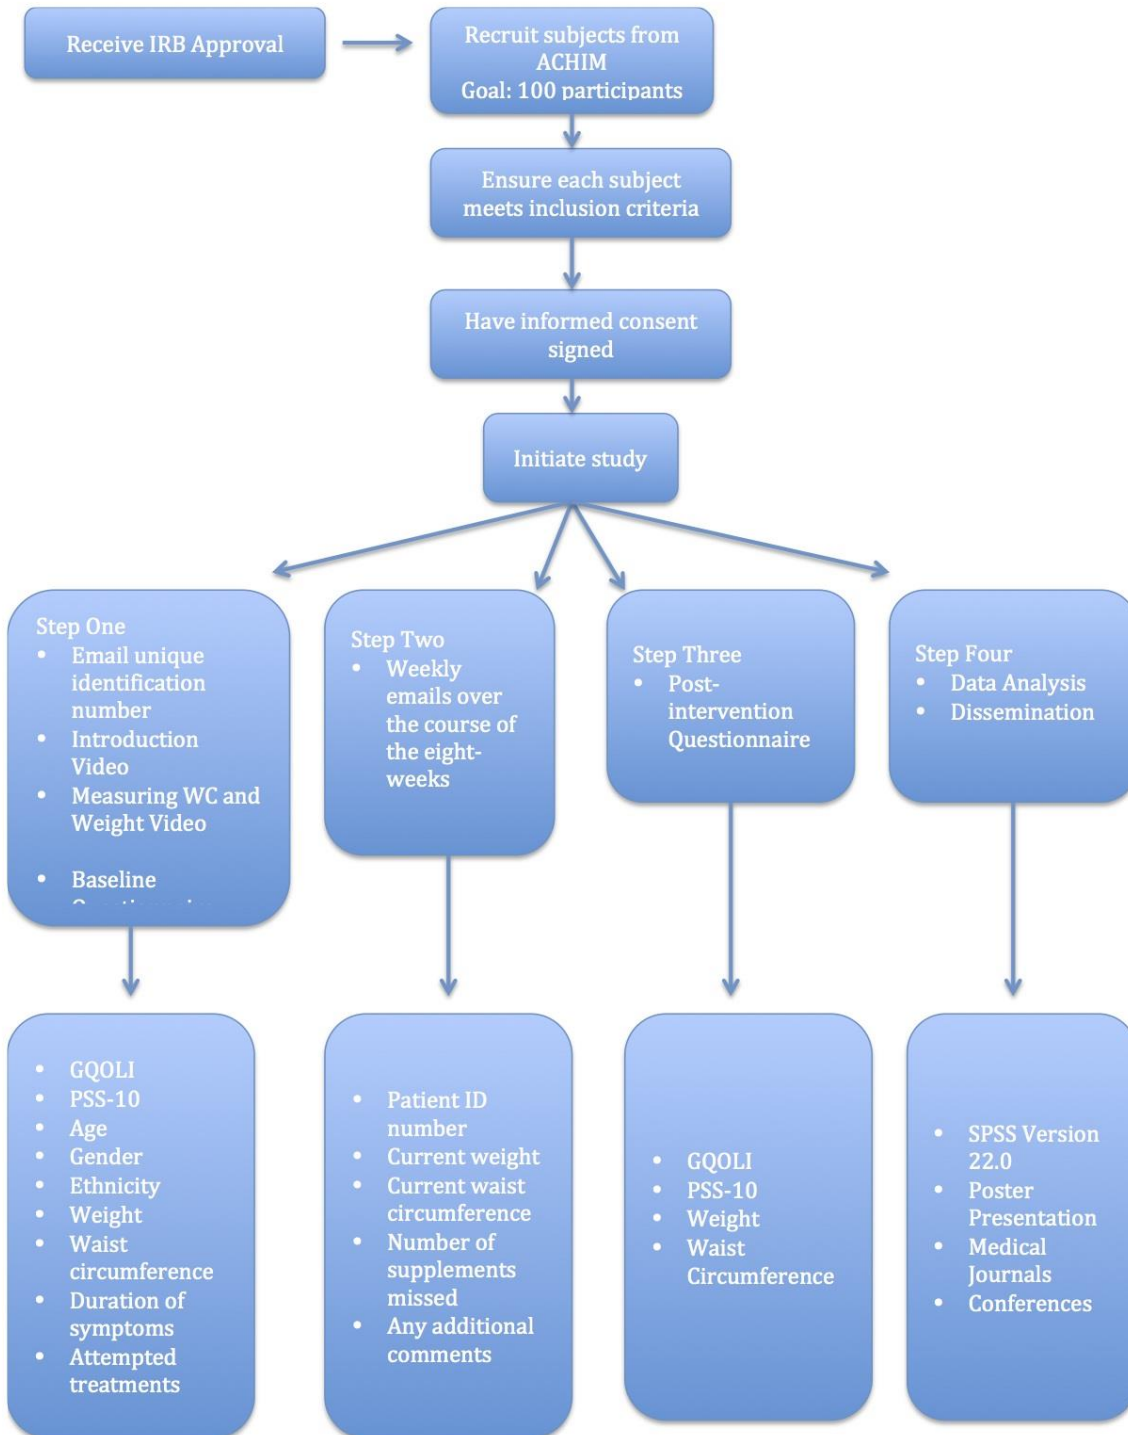 Receive IRB Approval
Recruit subjects from
ACHIM
Goal: 100 participants
Ensure each subject
meets inclusion criteria
Have informed consent
signed
Initiate study
Step One
• Email unique
identification
number
• Introduction
Video
• Measuring WC and
Weight Video
• Baseline
Step Two
• Weekly
emails over
the course of
the eight-
weeks
Step Three
• Post-
intervention
Questionnaire
Step Four
• Data Analysis
• Dissemination
• GQOLI
• PSS-10
• Age
• Gender
• Ethnicity
• Weight
• Waist
circumference
• Duration of
symptoms
• Attempted
treatments
• Patient ID
number
• Current weight
• Current waist
circumference
• Number of
supplements
missed
• Any additional
comments
• GQOLI
• PSS-10
• Weight
• Waist
Circumference
• SPSS Version
22.0
• Poster
Presentation
• Medical
Journals
• Conferences